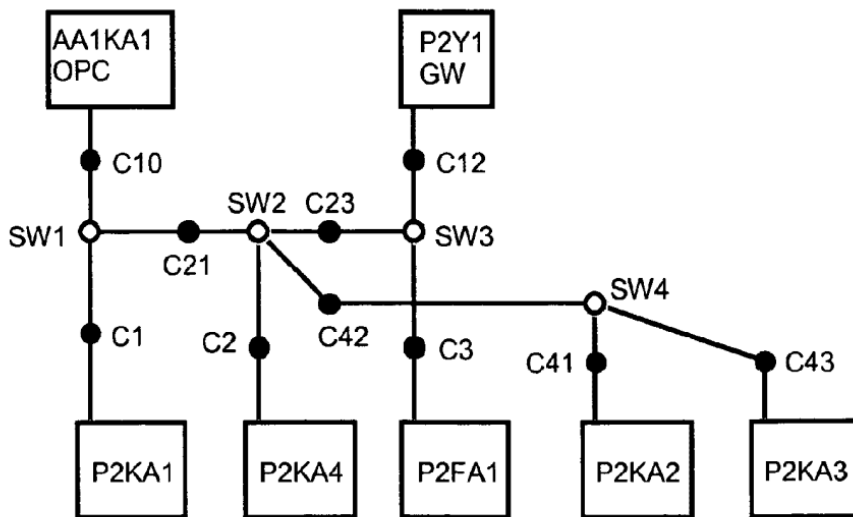 AA1KA1
OPC
P2Y1
GW
C10
C12
SW2
C23
SW1
SW3
C21
SW4
C1
C2
C42
C3
C41
C43
P2KA1
P2KA4
P2FA1
P2KA2
P2KA3